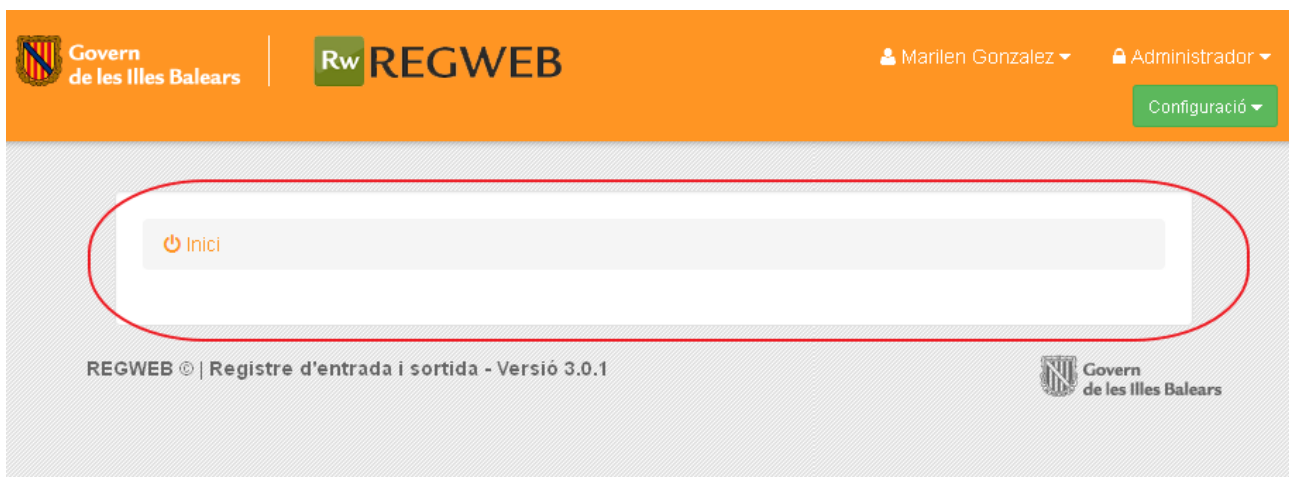 Govern
de les Illes Balears
Rw REGWEB
Marilen Gonzalez
Administrador
Configuració
Inici
REGWEB © | Registre d'entrada i sortida - Versió 3.0.1
Govern
de les Illes Balears